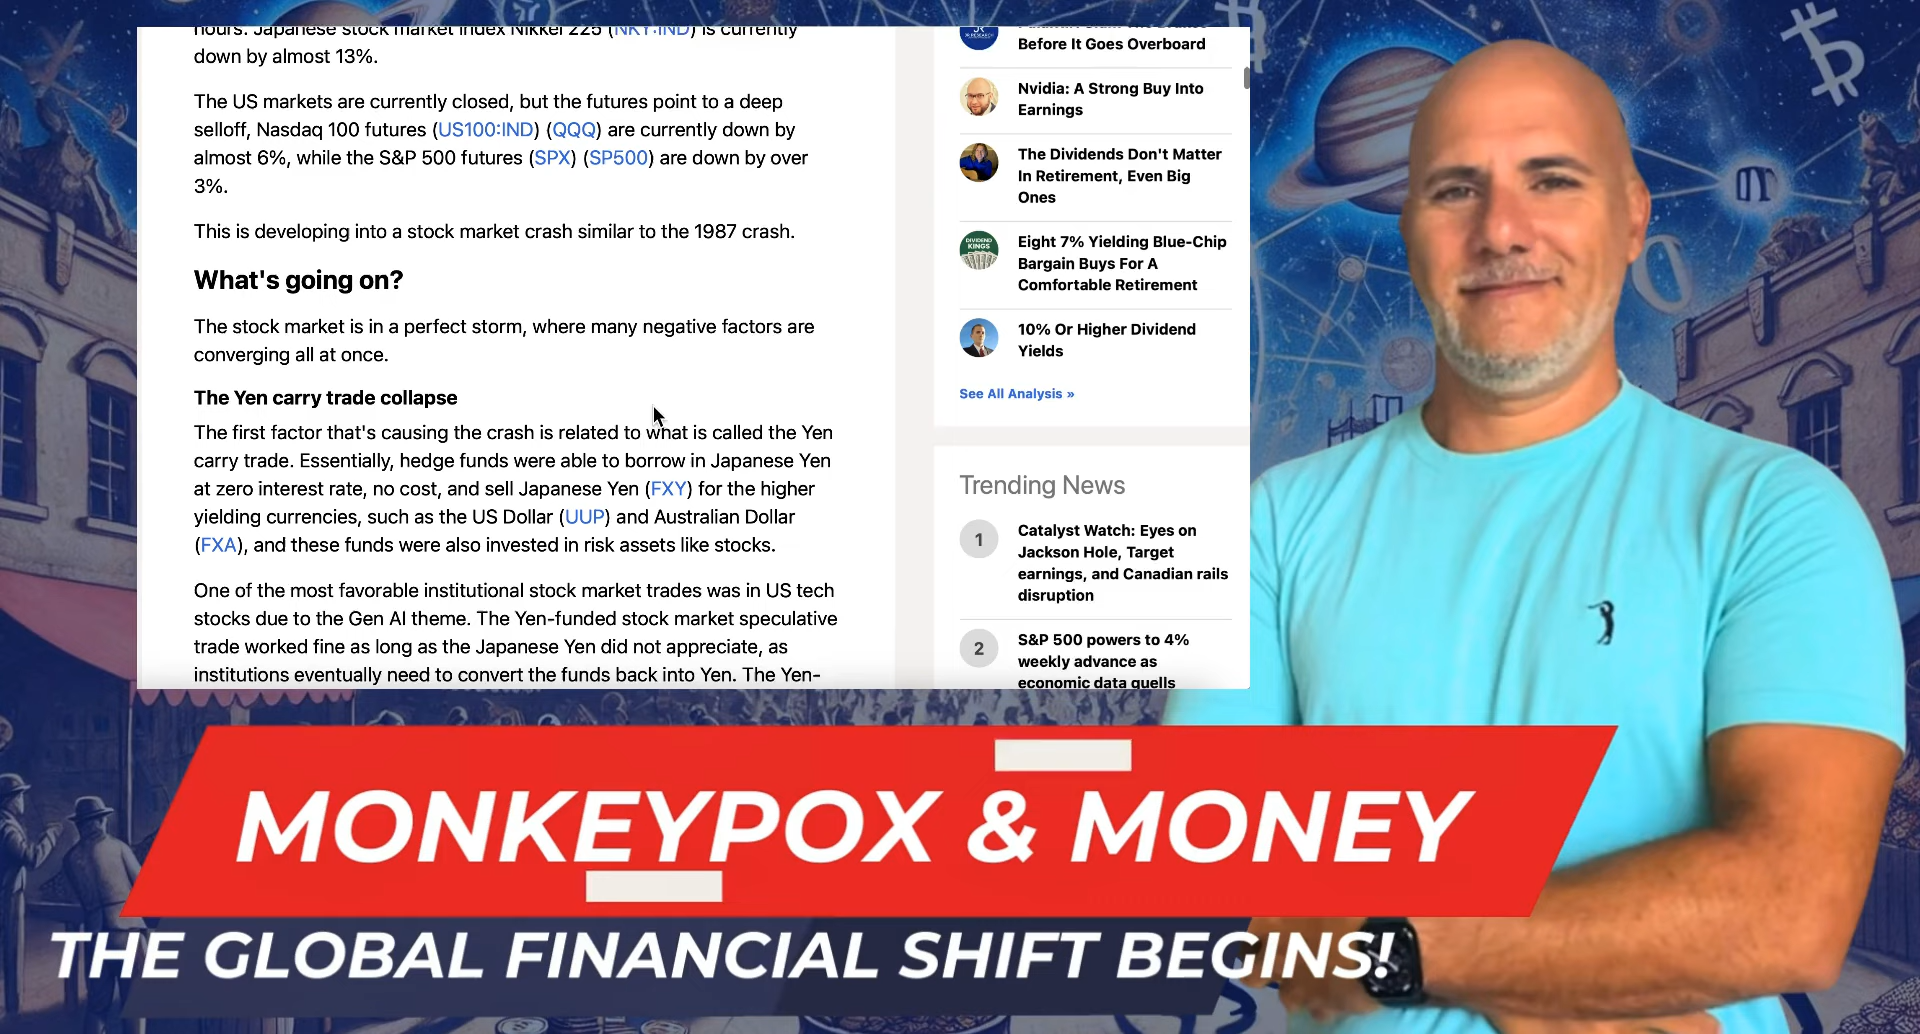 hours. Japanese stock market index Nikkei 225 (NKY:IND) is currently
down by almost 13%.
The US markets are currently closed, but the futures point to a deep
selloff, Nasdaq 100 futures (US100:IND) (QQQ) are currently down by
almost 6%, while the S&P 500 futures (SPX) (SP500) are down by over
3%.
This is developing into a stock market crash similar to the 1987 crash.
What's going on?
The stock market is in a perfect storm, where many negative factors are
converging all at once.
The Yen carry trade collapse
The first factor that's causing the crash is related to what is called the Yen
carry trade. Essentially, hedge funds were able to borrow in Japanese Yen
at zero interest rate, no cost, and sell Japanese Yen (FXY) for the higher
yielding currencies, such as the US Dollar (UUP) and Australian Dollar
(FXA), and these funds were also invested in risk assets like stocks.
One of the most favorable institutional stock market trades was in US tech
stocks due to the Gen AI theme. The Yen-funded stock market speculative
trade worked fine as long as the Japanese Yen did not appreciate, as
institutions eventually need to convert the funds back into Yen. The Yen-
Before It Goes Overboard
Nvidia: A Strong Buy Into
Earnings
The Dividends Don't Matter
In Retirement, Even Big
Ones
DIVIDEND
KINGS
Eight 7% Yielding Blue-Chip
Bargain Buys For A
Comfortable Retirement
10% Or Higher Dividend
Yields
See All Analysis »
Trending News
1
Catalyst Watch: Eyes on
Jackson Hole, Target
earnings, and Canadian rails
disruption
2
S&P 500 powers to 4%
weekly advance as
economic data quells
MONKEYPOX & MONEY
THE GLOBAL FINANCIAL SHIFT BEGINS!